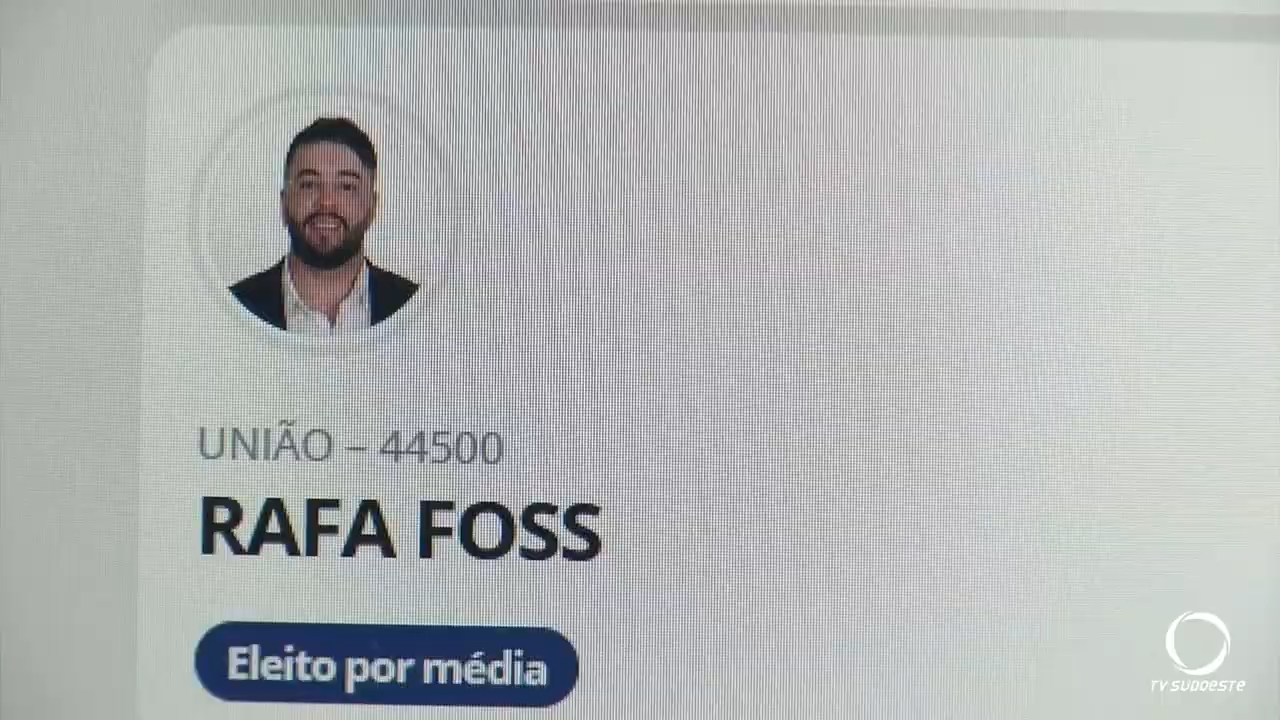 UNIÃO – 44500
RAFA FOSS
Eleito por média
TV SUDOESTE